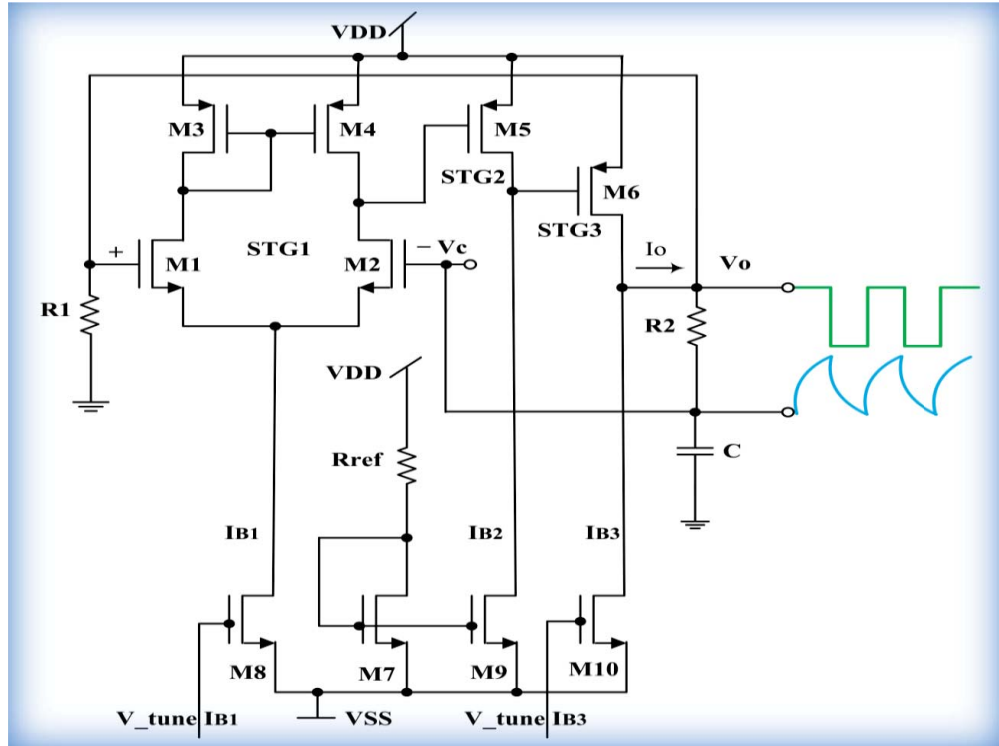 VDD
M3
M4
M5
STG2
M6
STG3
+
M1
STG1
M2
− Vc
Io
Vo
R1
R2
VDD
Rref
C
IB1
IB2
IB3
M8
M7
M9
M10
V_tune IB1
VSS
V_tune IB3